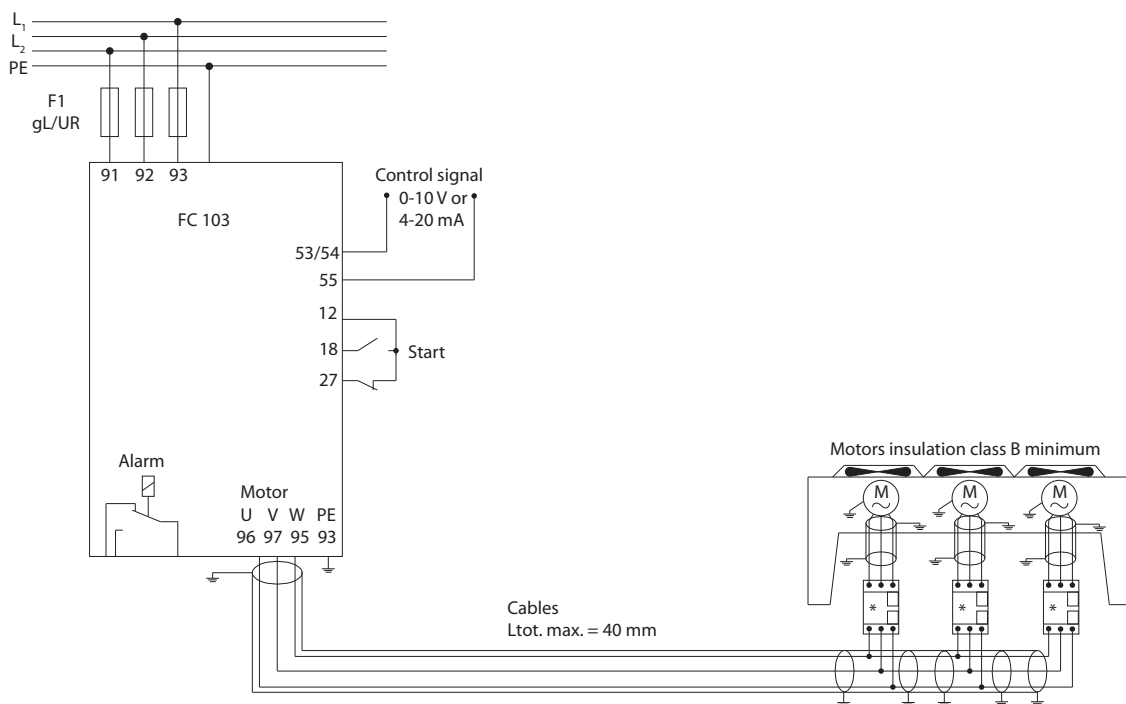 L1
L2
PE
F1
gL/UR
91 92 93
Control signal
0-10 V or
4-20 mA
FC 103
53/54
55
12
18
Start
27
Alarm
Motor
U V W PE
96 97 95 93
Motors insulation class B minimum
M M M
* * *
Cables
Ltot. max. = 40 mm